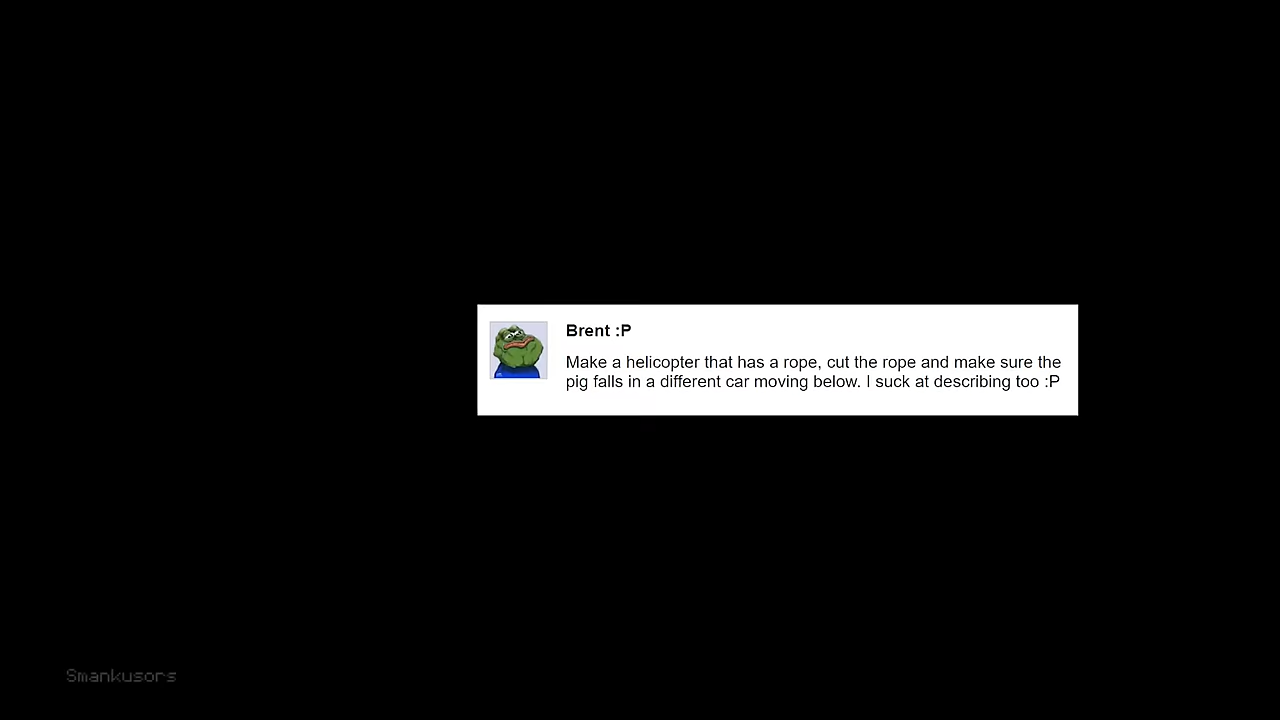 Brent :P
Make a helicopter that has a rope, cut the rope and make sure the
pig falls in a different car moving below. I suck at describing too :P
Smankusors